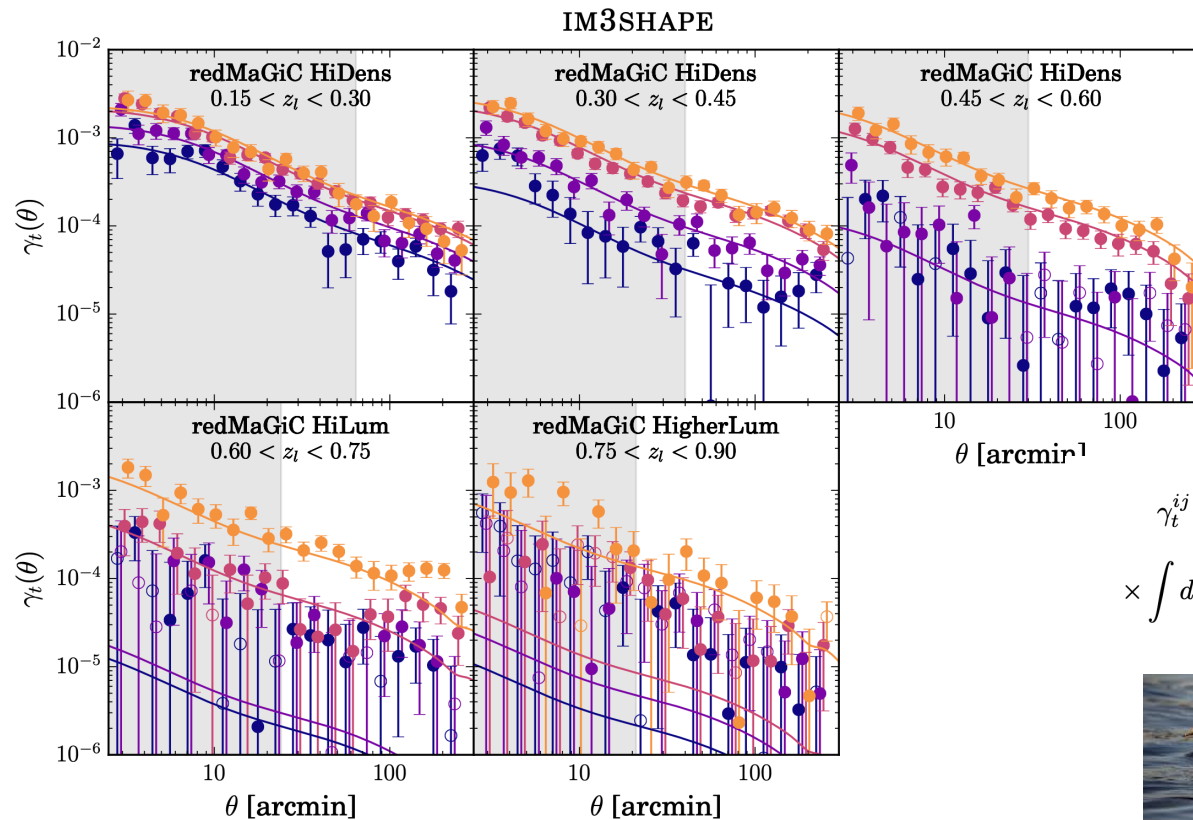 IM3SHAPE
redMaGiC HiDens
0.15 < z_l < 0.30
redMaGiC HiDens
0.30 < z_l < 0.45
redMaGiC HiDens
0.45 < z_l < 0.60
γ_t(θ)
10^{-2}
10^{-3}
10^{-4}
10^{-5}
10^{-6}
10
100
θ [arcmin]
redMaGiC HiLum
0.60 < z_l < 0.75
redMaGiC HigherLum
0.75 < z_l < 0.90
γ_t(θ)
10^{-3}
10^{-4}
10^{-5}
10^{-6}
10
100
10
100
θ [arcmin]
θ [arcmin]
γ_t^{ij}
× ∫ d